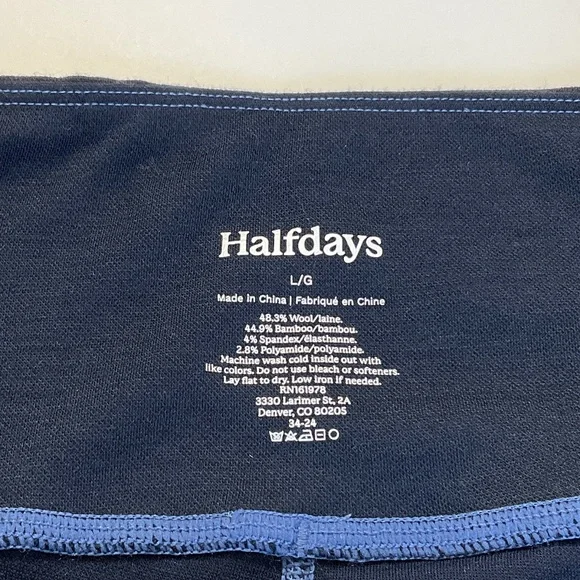 Halfdays
L/G
Made in China | Fabriqué en Chine
48.3% Wool/laine.
44.9% Bamboo/bambou.
4% Spandex/élasthanne.
2.8% Polyamide/polyamide.
Machine wash cold inside out with
like colors. Do not use bleach or softeners.
Lay flat to dry. Low iron if needed.
RN161978
3330 Larimer St, 2A
Denver, CO 80205
34-24